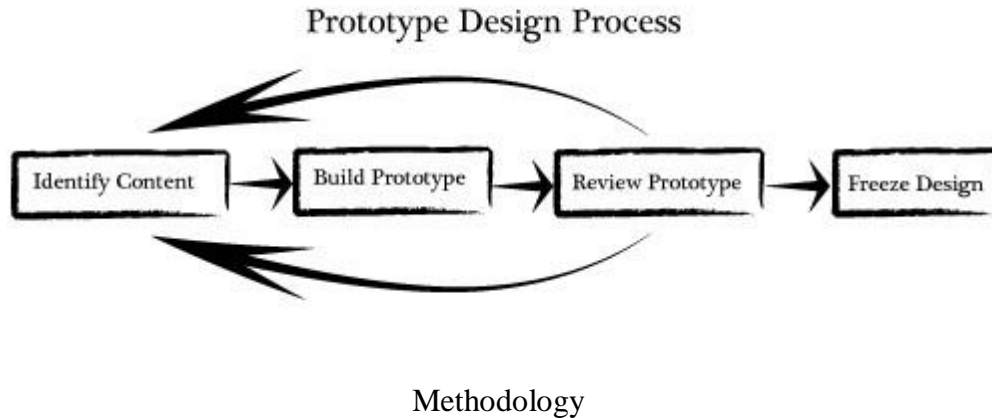 Prototype Design Process
Identify Content
Build Prototype
Review Prototype
Freeze Design
Methodology